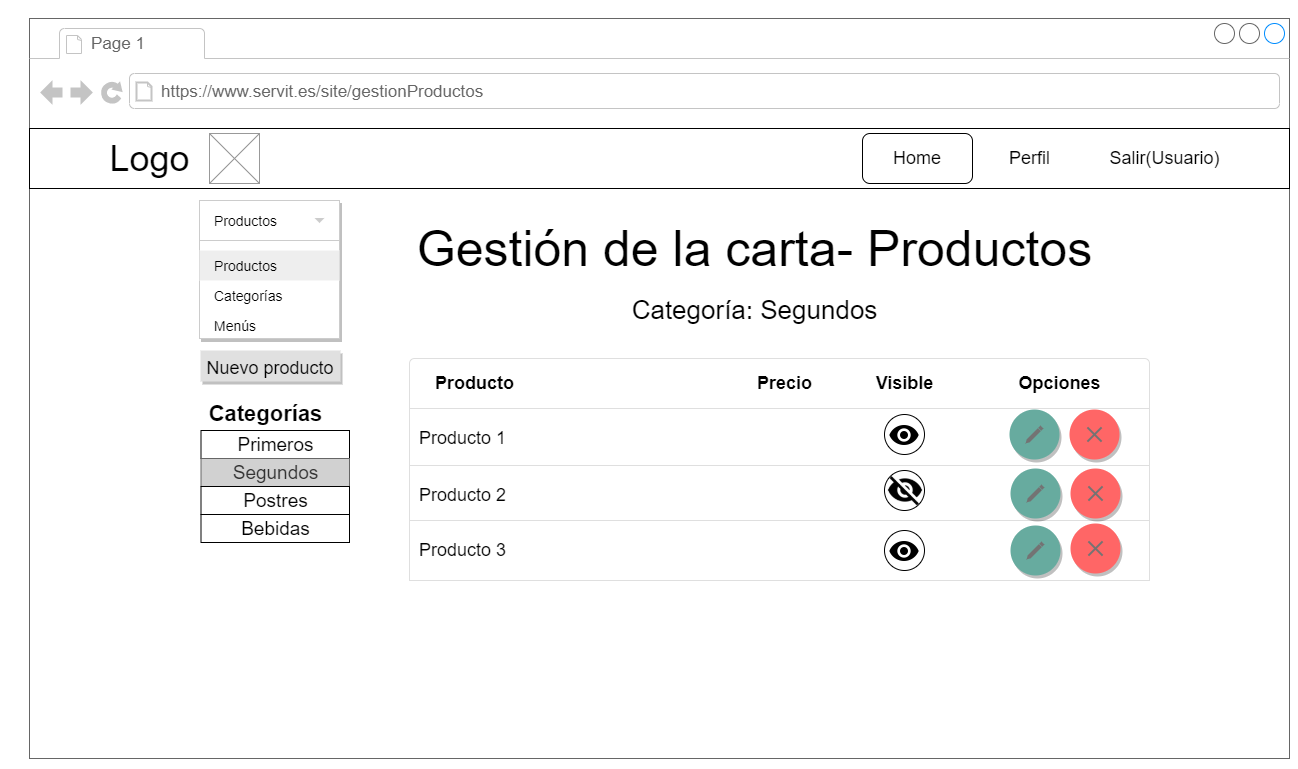 Page 1
https://www.servit.es/site/gestionProductos
Logo
Home Perfil Salir(Usuario)
Productos
Productos
Categorías
Menús
Nuevo producto
Categorías
Primeros
Segundos
Postres
Bebidas
Gestión de la carta- Productos
Categoría: Segundos
Producto Precio Visible Opciones
Producto 1
Producto 2
Producto 3